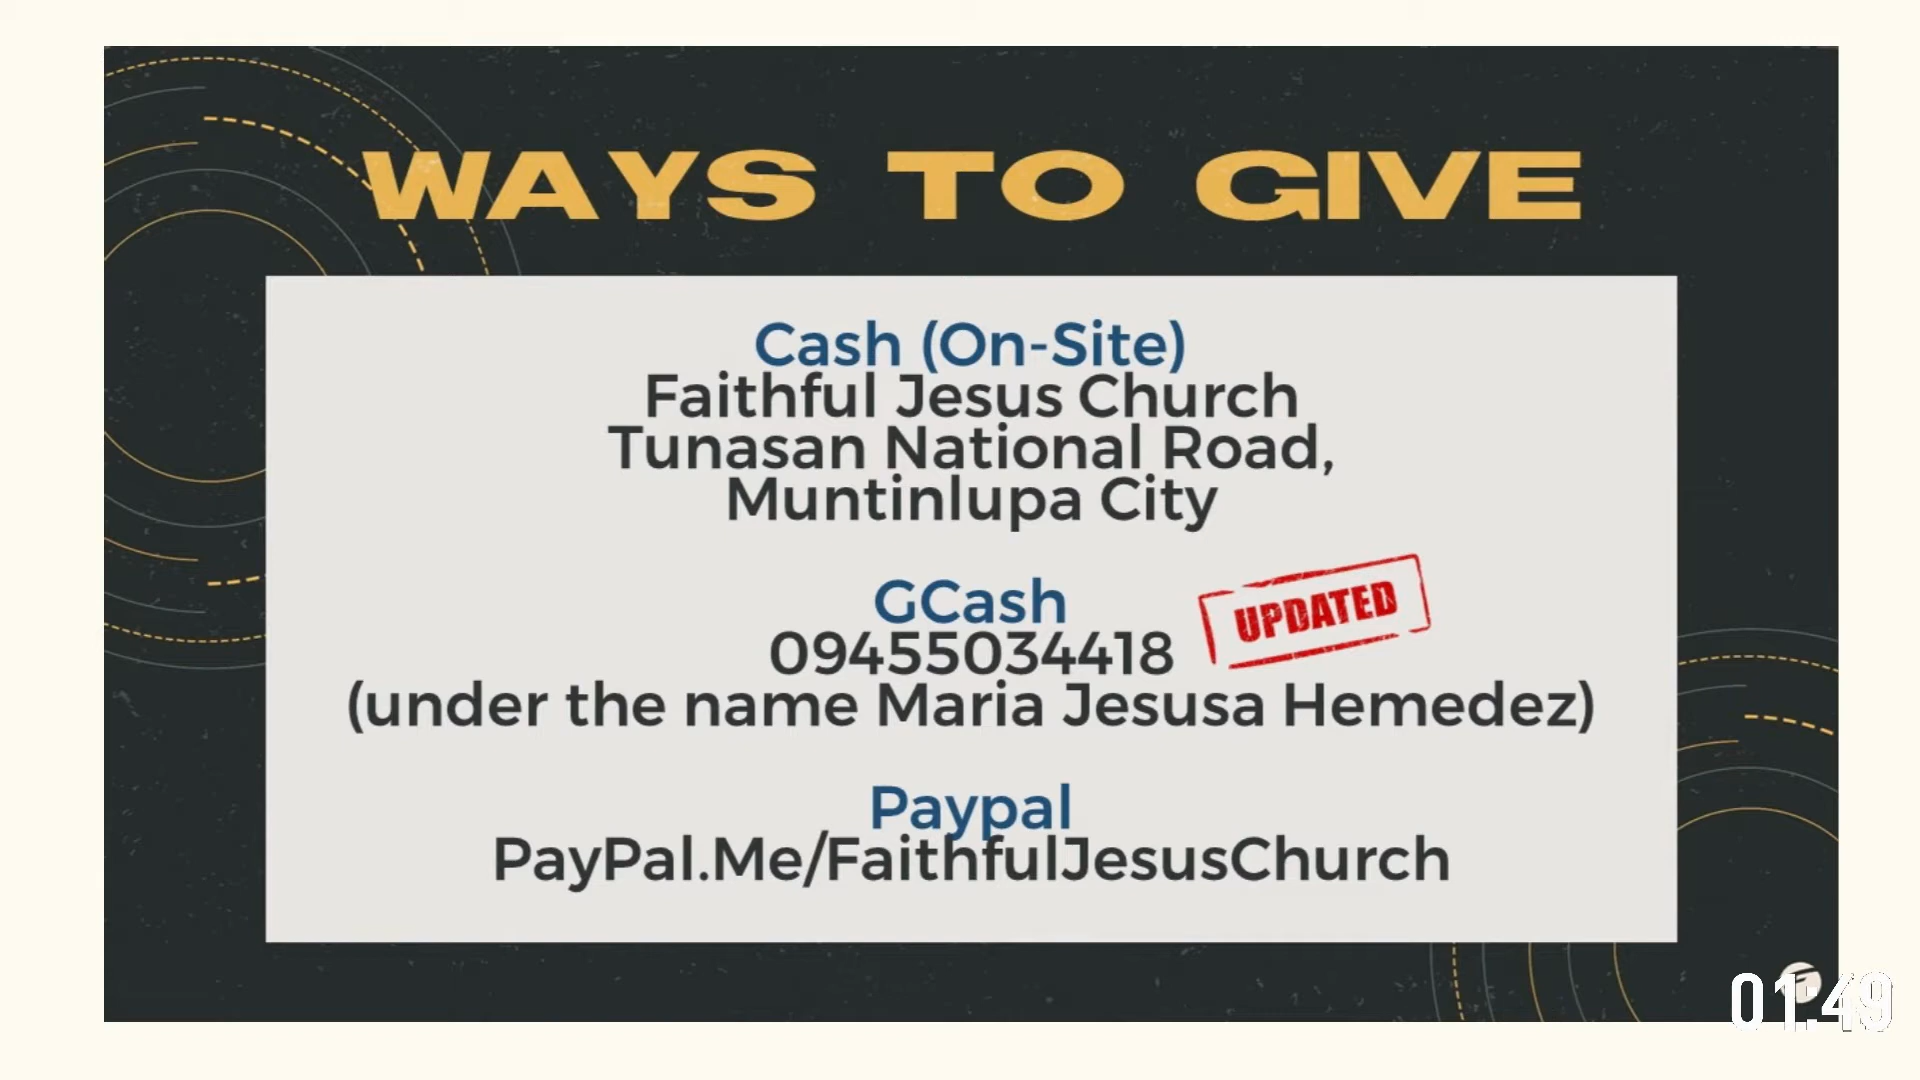 WAYS TO GIVE
Cash (On-Site)
Faithful Jesus Church
Tunasan National Road,
Muntinlupa City
GCash
UPDATED
09455034418
(under the name Maria Jesusa Hemedez)
Paypal
PayPal.Me/FaithfulJesusChurch
01:49